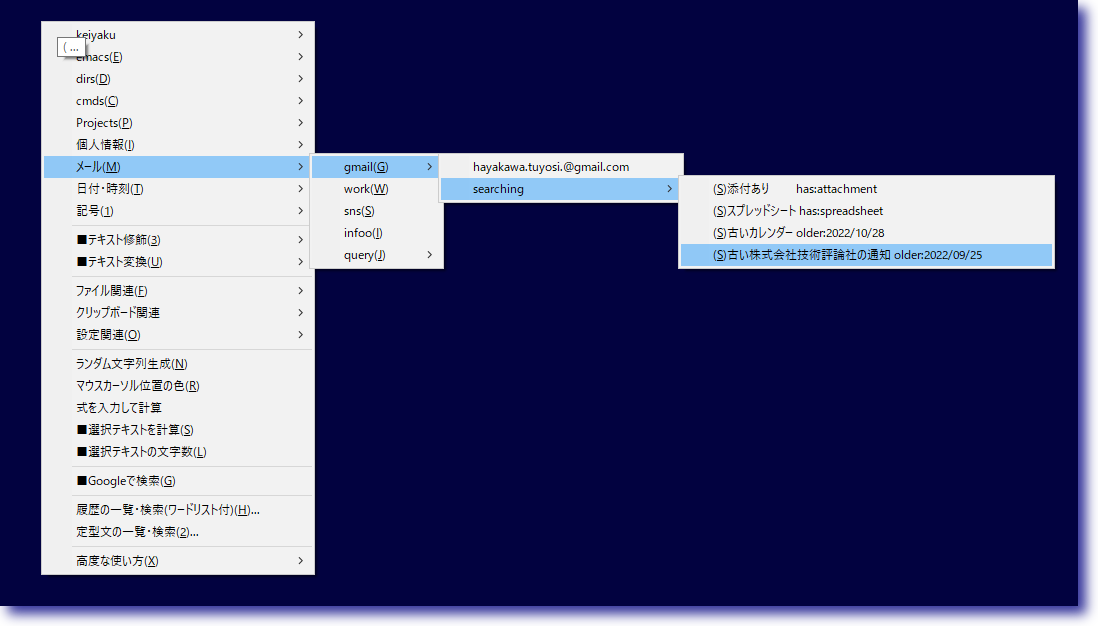 keiyaku
( ...
emacs(E)
dirs(D)
cmds(C)
Projects(P)
個人情報(I)
メール(M)
日付・時刻(T)
記号(1)
■テキスト修飾(3)
■テキスト変換(U)
ファイル関連(F)
クリップボード関連
設定関連(O)
ランダム文字列生成(N)
マウスカーソル位置の色(R)
式を入力して計算
■選択テキストを計算(S)
■選択テキストの文字数(L)
■Googleで検索(G)
履歴の一覧・検索(ワードリスト付)(H)...
定型文の一覧・検索(2)...
高度な使い方(X)
gmail(G)
work(W)
sns(S)
infoo(I)
query(J)
hayakawa.tuyosi.@gmail.com
searching
(S)添付あり has:attachment
(S)スプレッドシート has:spreadsheet
(S)古いカレンダー older:2022/10/28
(S)古い株式会社技術評論社の通知 older:2022/09/25